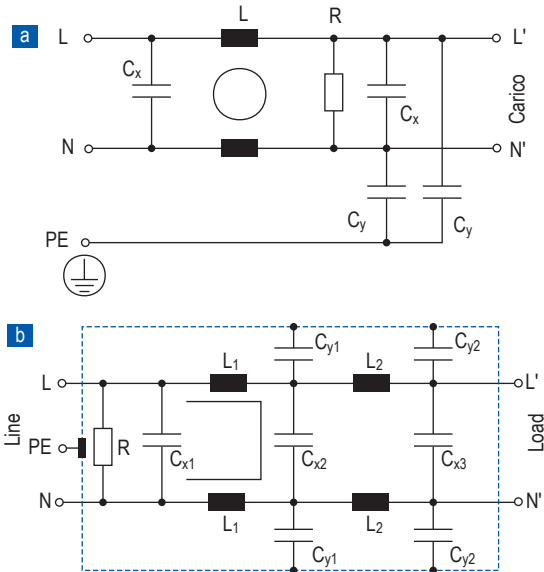 a
L
L
R
L'
Cx
Cx
Carico
N
N'
Cy
Cy
PE
b
Cy1
Cy2
L1
L2
L
L'
Line
PE
R
Cx1
Cx2
Cx3
Load
N
N'
L1
L2
Cy1
Cy2